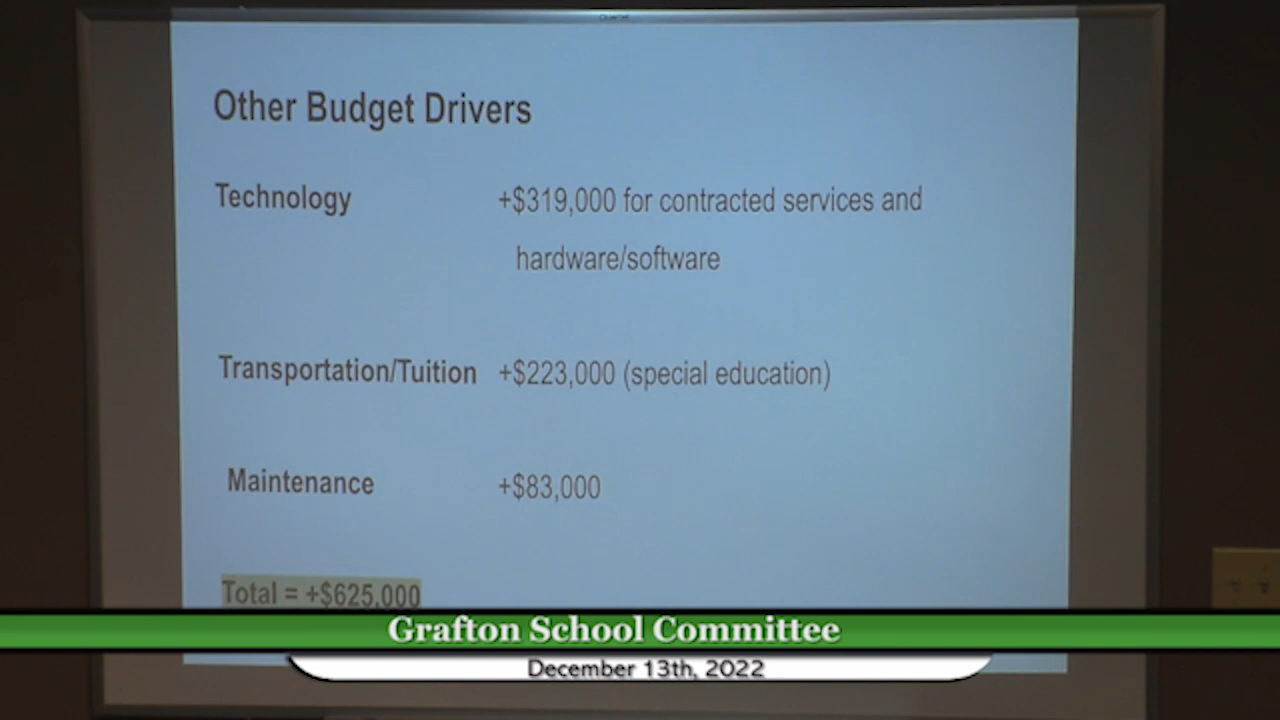 Other Budget Drivers
Technology +$319,000 for contracted services and
hardware/software
Transportation/Tuition +$223,000 (special education)
Maintenance +$83,000
Total = +$625,000
Grafton School Committee
December 13th, 2022